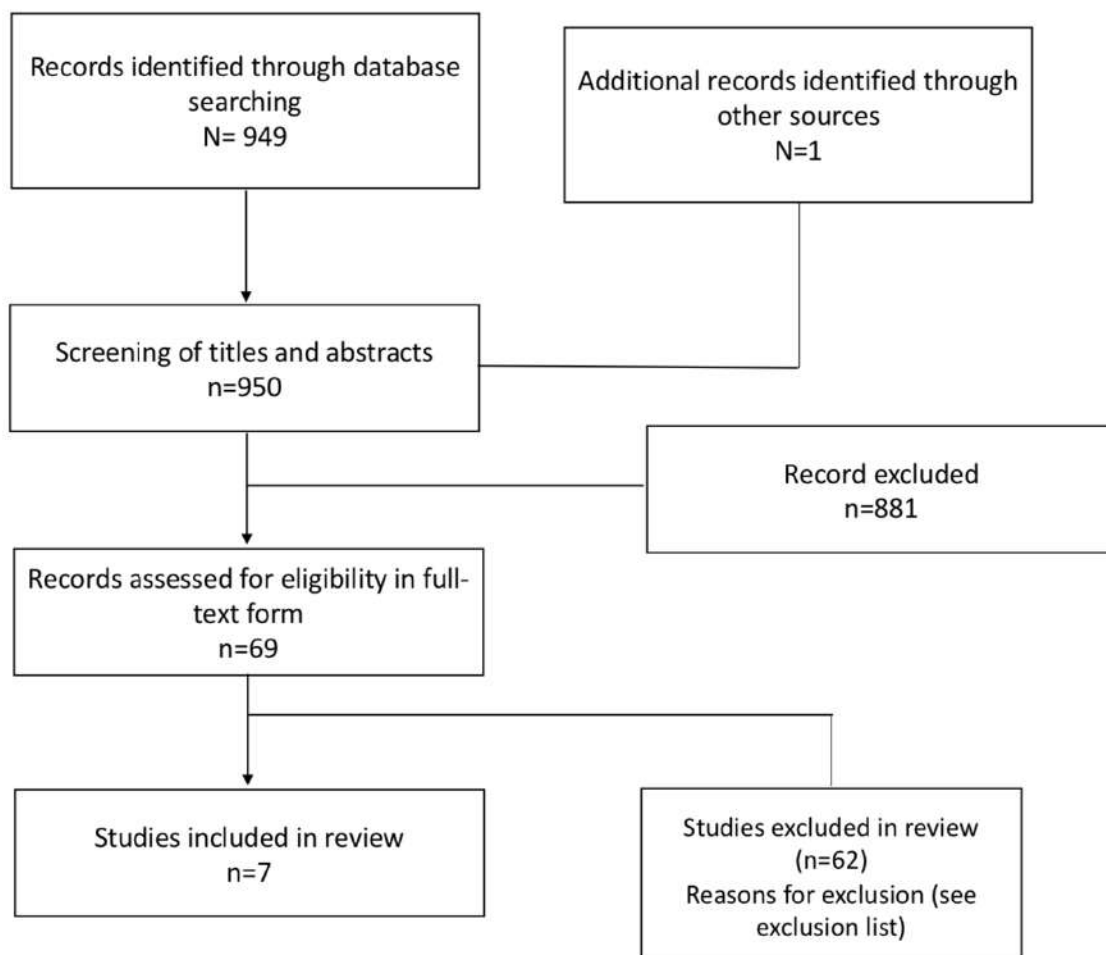 Records identified through database
searching
N= 949
Additional records identified through
other sources
N=1
Screening of titles and abstracts
n=950
Record excluded
n=881
Records assessed for eligibility in full-
text form
n=69
Studies included in review
n=7
Studies excluded in review
(n=62)
Reasons for exclusion (see
exclusion list)